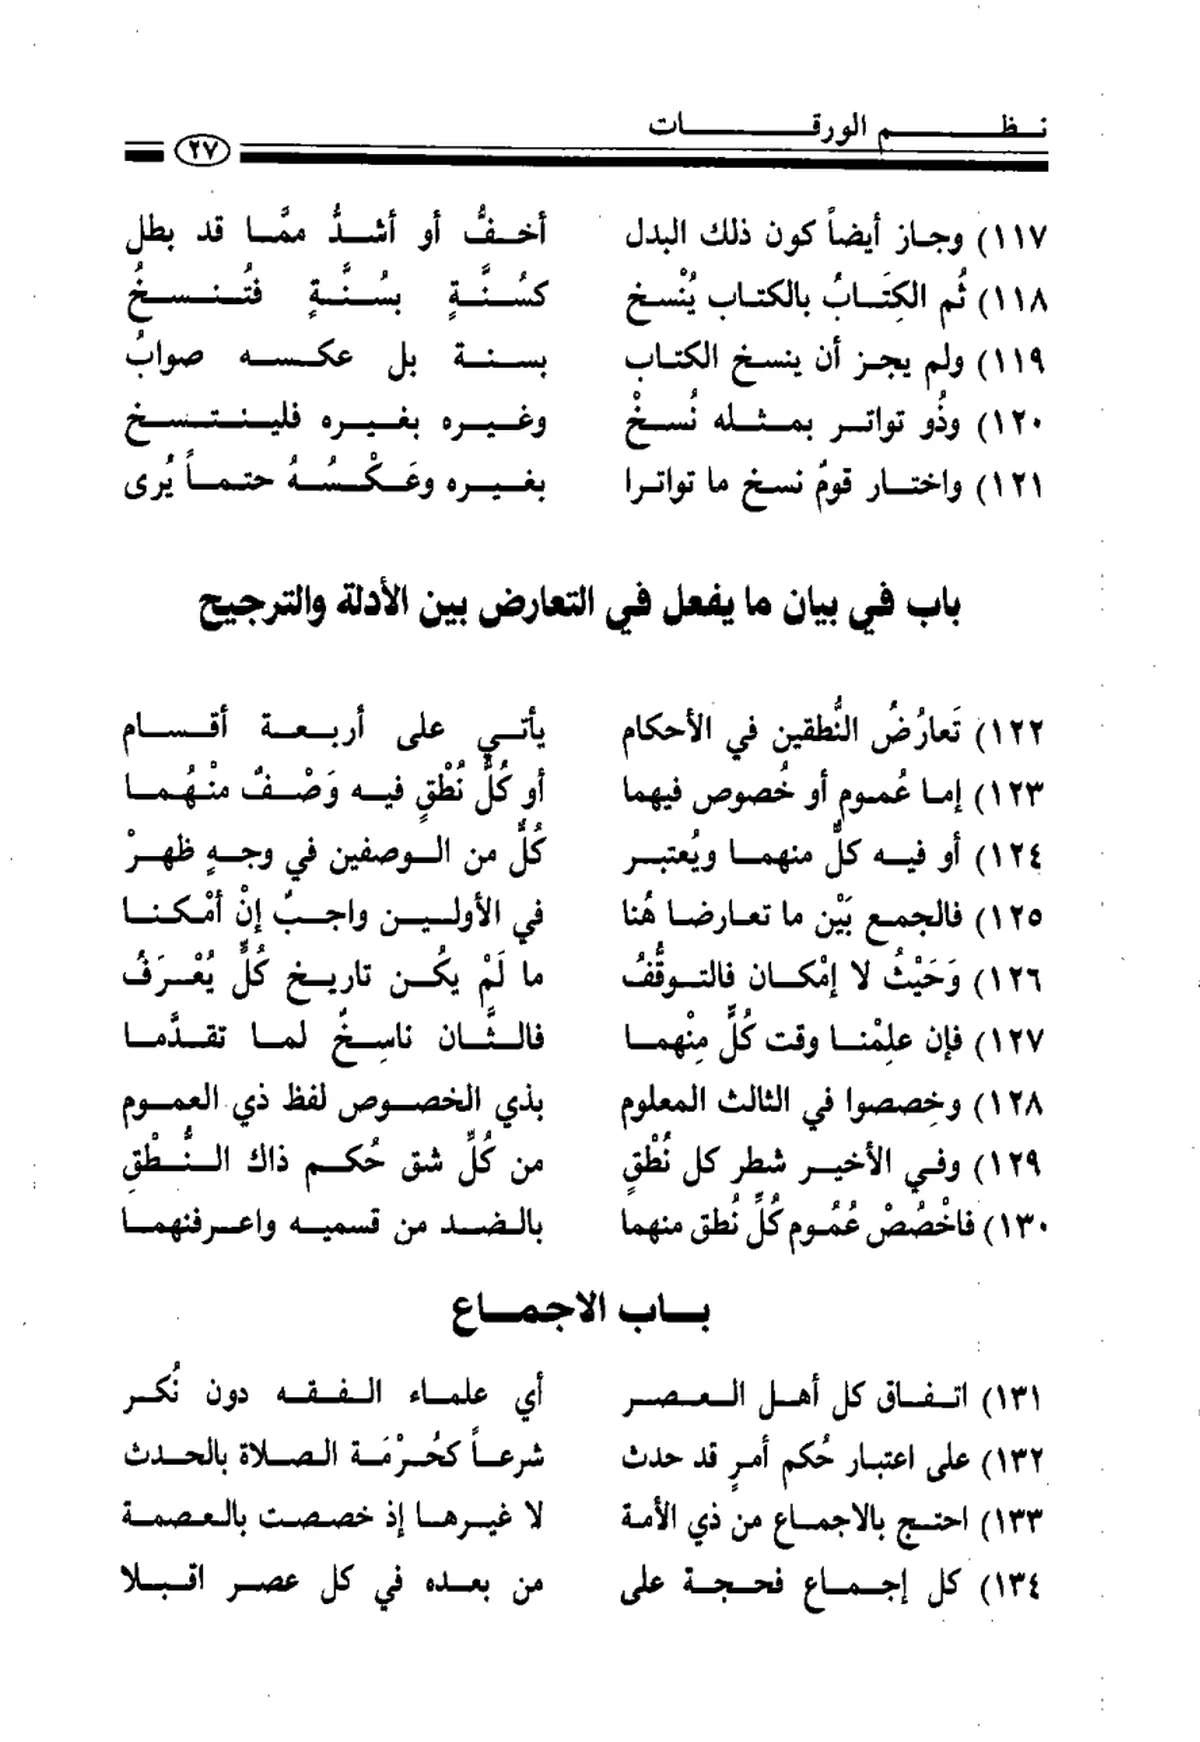 نظم الورقات
٢٧
١١٧) وجاز أيضاً كون ذلك البدل أخفُّ أو أشدُّ ممَّا قد بطل
١١٨) ثُم الكِتَابُ بالكتاب يُنْسخ كسُنَّةٍ بسُنَّةٍ فتُنسخُ
١١٩) ولم يجز أن ينسخ الكتاب بسنة بل عكسه صوابُ
١٢٠) وذُو تواتر بمثله نُسخْ وغيره بغيره فلينتسخ
١٢١) واختار قومٌ نسخ ما تواترا بغيره وعَكْسُهُ حتماً يُرى
باب في بيان ما يفعل في التعارض بين الأدلة والترجيح
١٢٢) تَعارُضُ النُّطقين في الأحكام يأتي على أربعة أقسام
١٢٣) إما عُموم أو خُصوص فيهما أو كُلُّ نُطْقٍ فيه وَصْفٌ منْهُما
١٢٤) أو فيه كلٌّ منهما ويُعتبر كُلٌّ من الوصفين في وجهٍ ظهرْ
١٢٥) فالجمع بَيْن ما تعارضا هُنا في الأولين واجبٌ إنْ أمْكنا
١٢٦) وَحَيْثُ لا إمْكان فالتوقُّفُ ما لَمْ يكُن تاريخ كُلٍّ يُعْرَفُ
١٢٧) فإن علِمْنا وقت كُلٍّ مِنْهما فالثَّان ناسِخٌ لما تقدَّما
١٢٨) وخصصوا في الثالث المعلوم بذي الخصوص لفظ ذي العموم
١٢٩) وفي الأخير شطر كل نُطْقٍ من كُلِّ شق حُكم ذاك النُّطْقِ
١٣٠) فاخْصُصْ عُمُوم كُلِّ نُطق منهما بالضد من قسميه واعرفنهما
باب الاجماع
١٣١) اتفاق كل أهل العصر أي علماء الفقه دون نُكر
١٣٢) على اعتبار حُكم أمرٍ قد حدث شرعاً كحُرْمَة الصلاة بالحدث
١٣٣) احتج بالاجماع من ذي الأمة لا غيرها إذ خصصت بالعصمة
١٣٤) كل إجماع فحجة على من بعده في كل عصر اقبلا